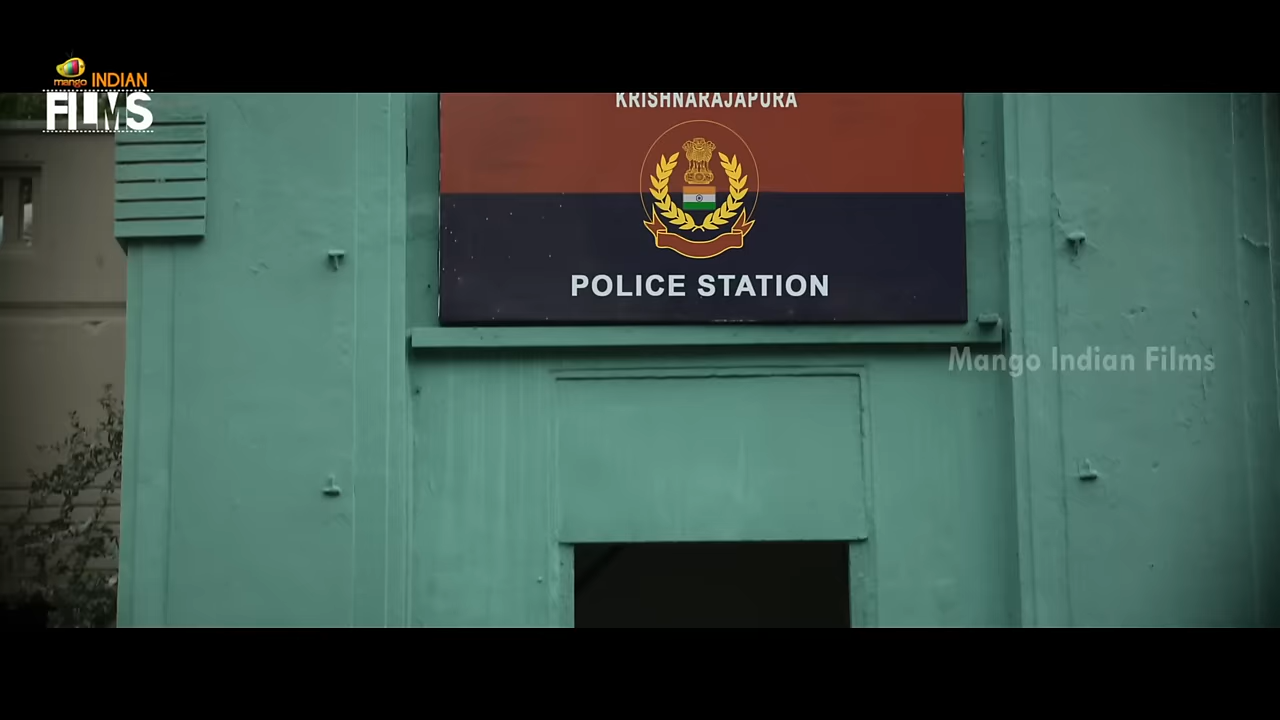 mango INDIAN
FILMS
KRISHNARAJAPURA
POLICE STATION
Mango Indian Films